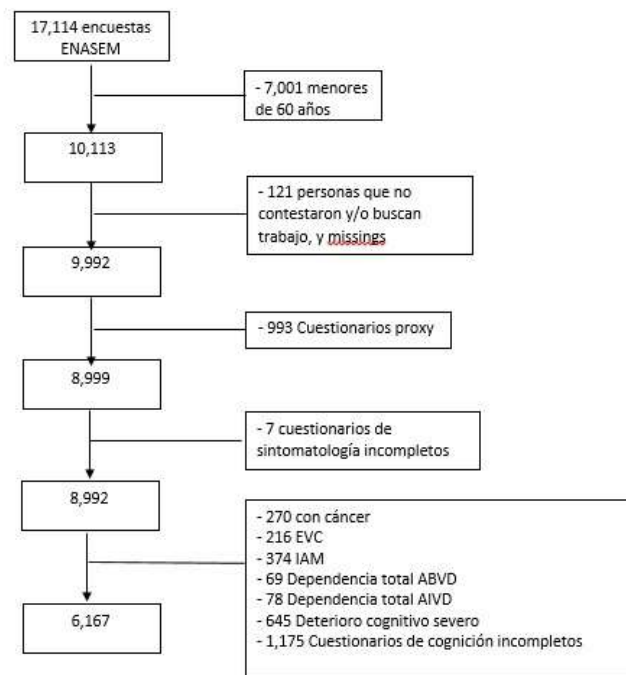 17,114 encuestas
ENASEM
- 7,001 menores
de 60 años
10,113
- 121 personas que no
contestaron y/o buscan
trabajo, y missings
9,992
- 993 Cuestionarios proxy
8,999
- 7 cuestionarios de
sintomatología incompletos
8,992
- 270 con cáncer
- 216 EVC
- 374 IAM
- 69 Dependencia total ABVD
- 78 Dependencia total AIVD
- 645 Deterioro cognitivo severo
- 1,175 Cuestionarios de cognición incompletos
6,167